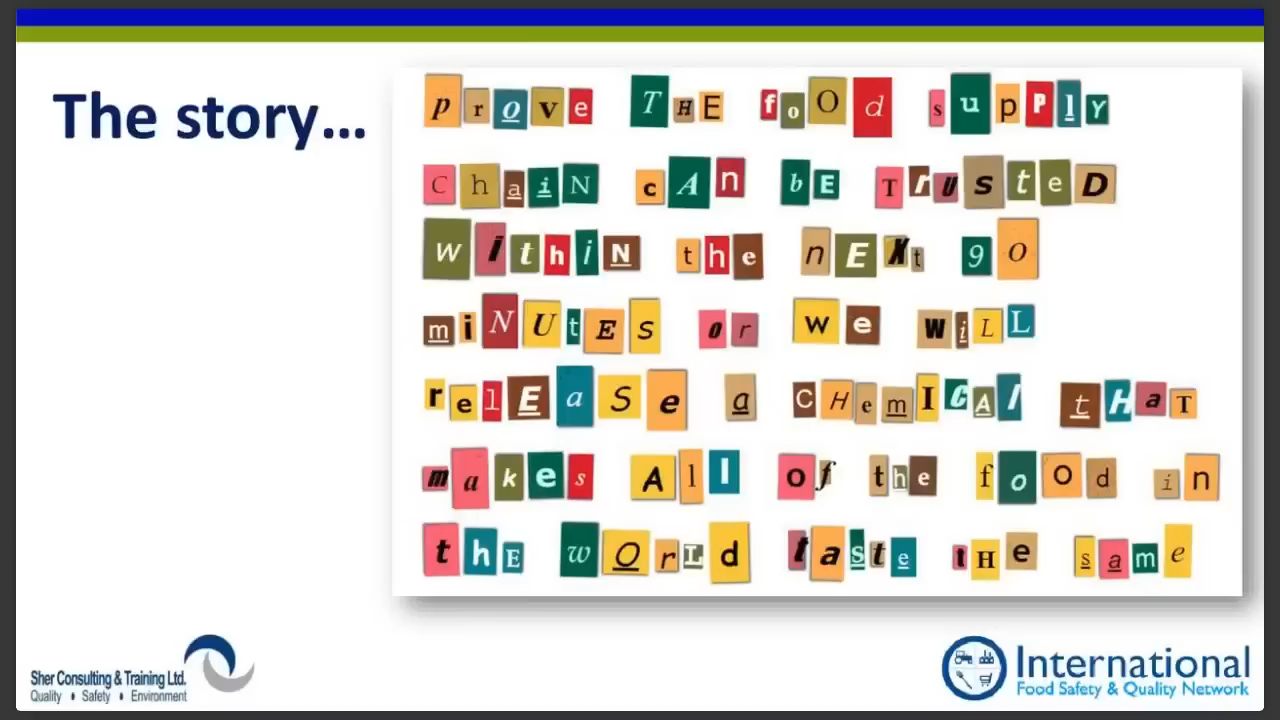 The story...
prOvE THE foOd supPlY
ChaiN cAn bE TrUsteD
withiN the nExt 90
miNUtES or we wiLL
relEaSe a CHemICAl tHaT
makes All of the food in
thE wOrLd taste tHe same
Sher Consulting & Training Ltd.
Quality • Safety • Environment
International
Food Safety & Quality Network